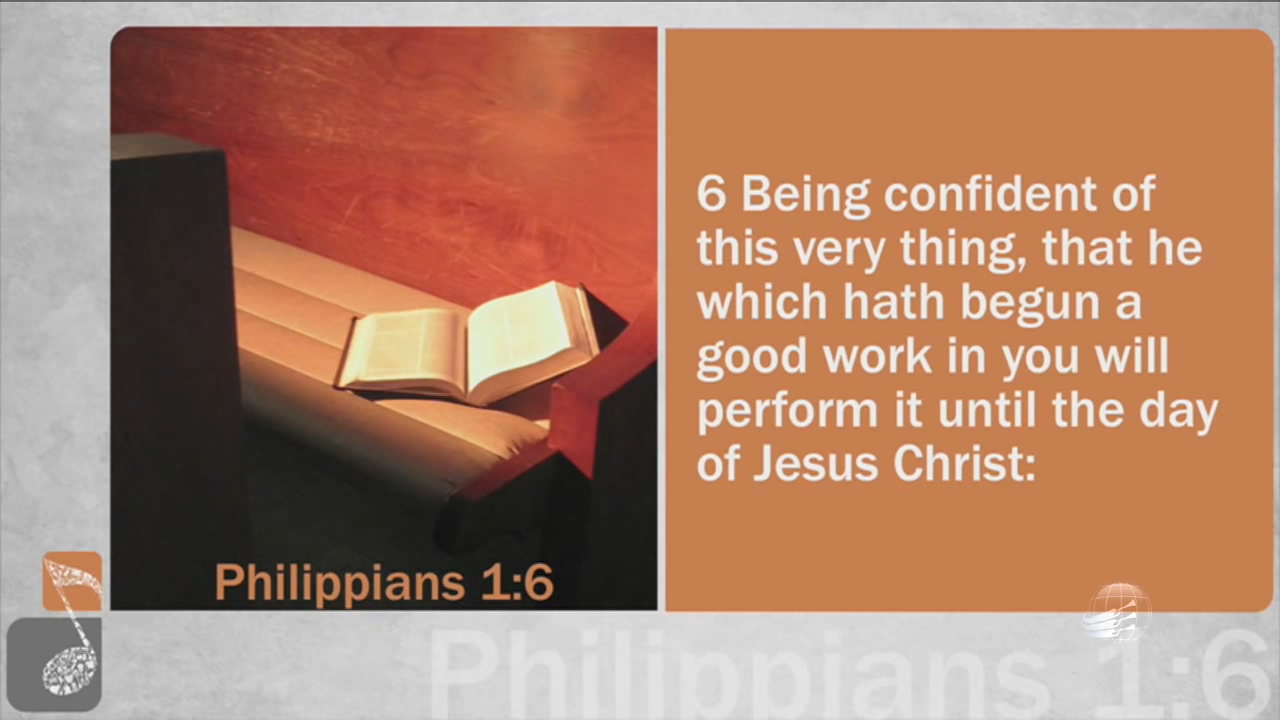 6 Being confident of
this very thing, that he
which hath begun a
good work in you will
perform it until the day
of Jesus Christ:
Philippians 1:6
Philippians 1:6